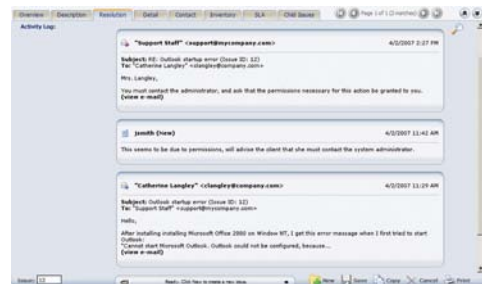 Overview Description Resolution Detail Contact Inventory SLA Child Issues Page 1 of 1 (2 matches)
Activity Log:
"Support Staff" <support@mycompany.com> 4/2/2007 2:27 PM
Subject: RE: Outlook startup error (Issue ID: 12)
To: "Catherine Langley" <clangley@company.com>
Mrs. Langley,
You must contact the administrator, and ask that the permissions necessary for this action be granted to you.
(view e-mail)
jsmith (New) 4/2/2007 11:42 AM
This seems to be due to permissions, will advise the client that she must contact the system administrator.
"Catherine Langley" <clangley@company.com> 4/2/2007 11:29 AM
Subject: Outlook startup error (Issue ID: 12)
To: "Support Staff" <support@mycompany.com>
Hello,
After installing installing Microsoft Office 2000 on Window NT, I get this error message when I first tried to start
Outlook:
"Cannot start Microsoft Outlook. Outlook could not be configured, because...
(view e-mail)
Issue: 12 Ready. Click New to create a new issue. New Save Copy Cancel Print